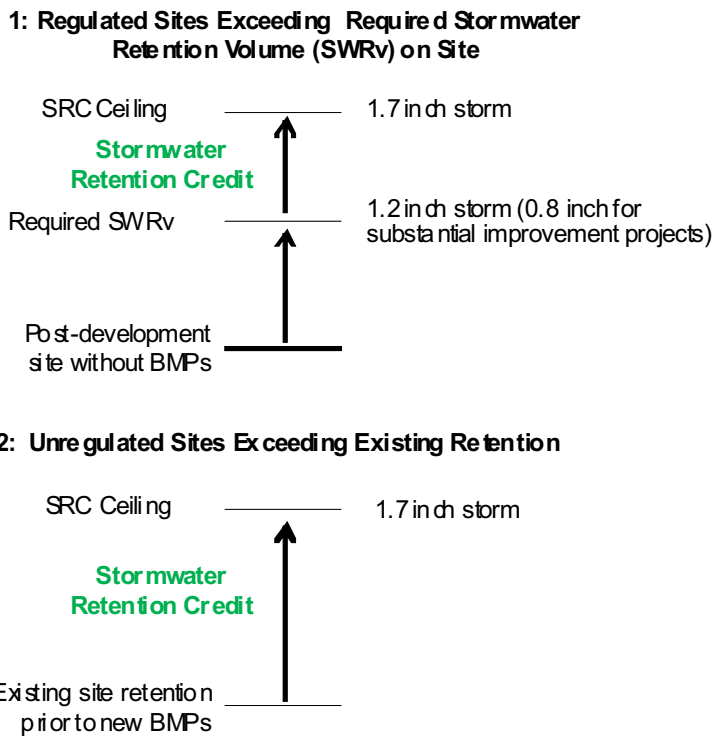 1: Regulated Sites Exceeding Required Stormwater
Retention Volume (SWRv) on Site
SRC Ceiling
1.7 inch storm
Stormwater
Retention Credit
Required SWRv
1.2 inch storm (0.8 inch for
substantial improvement projects)
Post-development
site without BMPs
2: Unregulated Sites Exceeding Existing Retention
SRC Ceiling
1.7 inch storm
Stormwater
Retention Credit
Existing site retention
prior to new BMPs